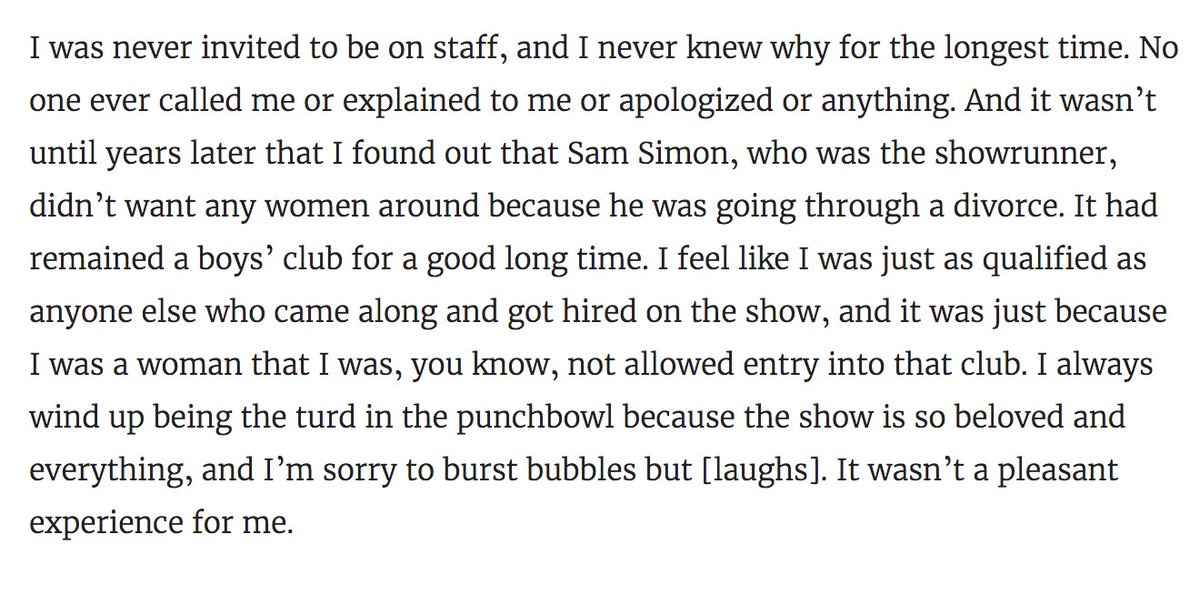 I was never invited to be on staff, and I never knew why for the longest time. No
one ever called me or explained to me or apologized or anything. And it wasn’t
until years later that I found out that Sam Simon, who was the showrunner,
didn’t want any women around because he was going through a divorce. It had
remained a boys’ club for a good long time. I feel like I was just as qualified as
anyone else who came along and got hired on the show, and it was just because
I was a woman that I was, you know, not allowed entry into that club. I always
wind up being the turd in the punchbowl because the show is so beloved and
everything, and I’m sorry to burst bubbles but [laughs]. It wasn’t a pleasant
experience for me.